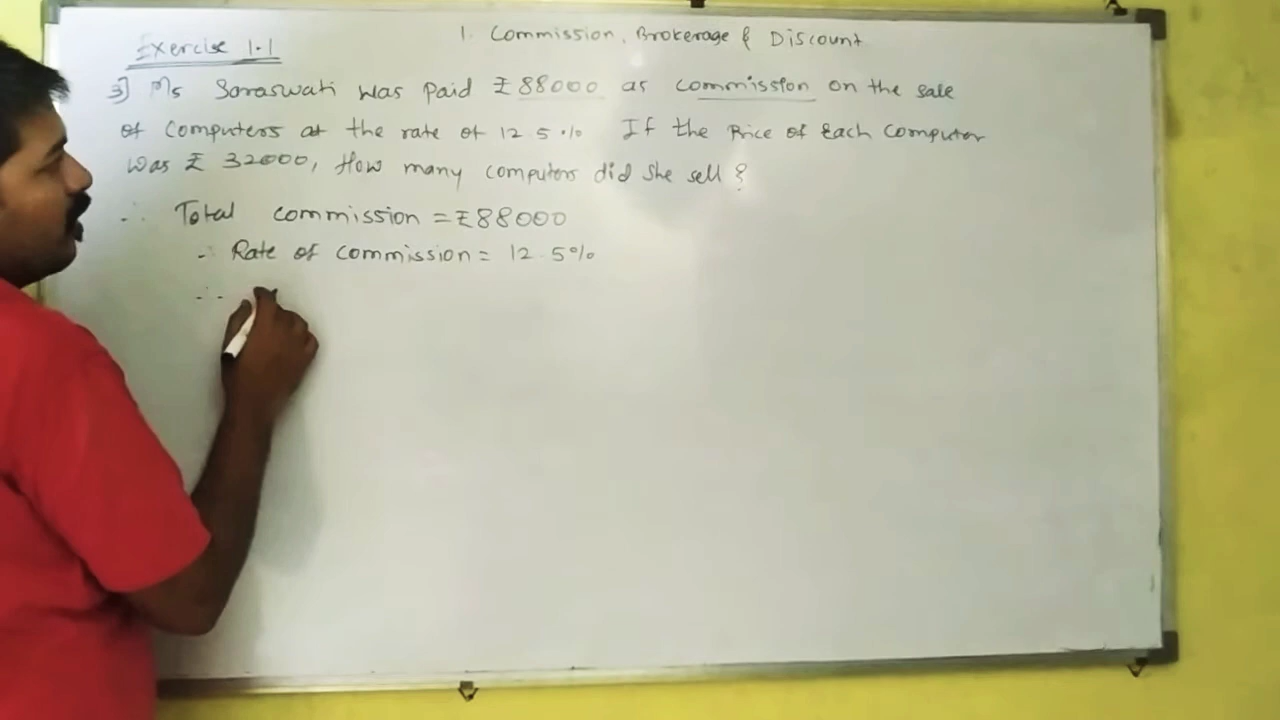 1. Commission, Brokerage & Discount
Exercise 1.1
3] Ms Saraswati was paid ₹88000 as commission on the sale
of computers at the rate of 12.5%. If the Price of Each computer
was ₹ 32000, How many computers did she sell?
∴ Total commission = ₹88000
∴ Rate of commission = 12.5%
∴